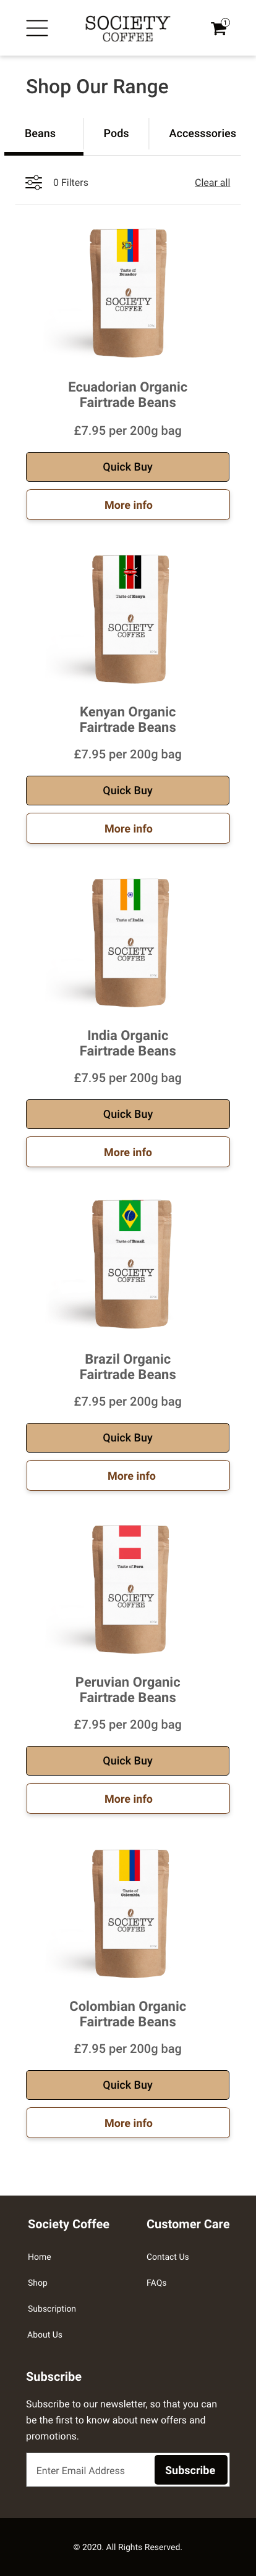 SOCIETY
COFFEE
1
Shop Our Range
Beans
Pods
Accesssories
0 Filters
Clear all
Taste of
Ecuador
SOCIETY
COFFEE
Ecuadorian Organic
Fairtrade Beans
£7.95 per 200g bag
Quick Buy
More info
Taste of Kenya
SOCIETY
COFFEE
Kenyan Organic
Fairtrade Beans
£7.95 per 200g bag
Quick Buy
More info
Taste of India
SOCIETY
COFFEE
India Organic
Fairtrade Beans
£7.95 per 200g bag
Quick Buy
More info
Taste of Brazil
SOCIETY
COFFEE
Brazil Organic
Fairtrade Beans
£7.95 per 200g bag
Quick Buy
More info
Taste of Peru
SOCIETY
COFFEE
Peruvian Organic
Fairtrade Beans
£7.95 per 200g bag
Quick Buy
More info
Taste of
Colombia
SOCIETY
COFFEE
Colombian Organic
Fairtrade Beans
£7.95 per 200g bag
Quick Buy
More info
Society Coffee
Home
Shop
Subscription
About Us
Customer Care
Contact Us
FAQs
Subscribe
Subscribe to our newsletter, so that you can
be the first to know about new offers and
promotions.
Enter Email Address
Subscribe
© 2020. All Rights Reserved.